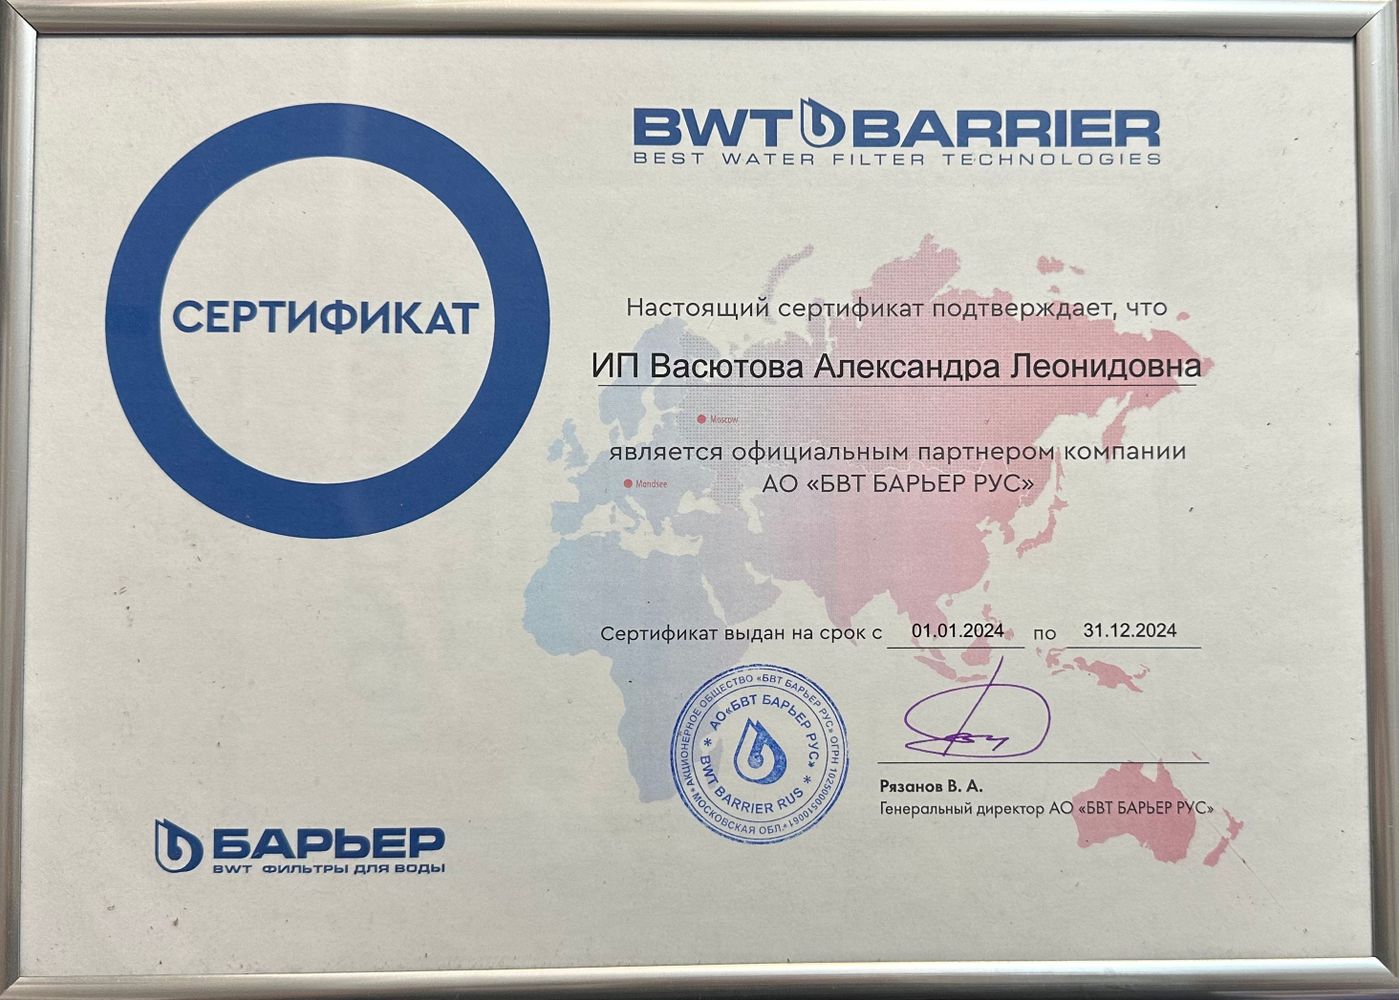 BWT BARRIER
BEST WATER FILTER TECHNOLOGIES
СЕРТИФИКАТ
Настоящий сертификат подтверждает, что
ИП Васютова Александра Леонидовна
Moscow
является официальным партнером компании
Mondsee
АО «БВТ БАРЬЕР РУС»
Сертификат выдан на срок с 01.01.2024 по 31.12.2024
АКЦИОНЕРНОЕ ОБЩЕСТВО «БВТ БАРЬЕР РУС» ОГРН 1025000510061 * МОСКОВСКАЯ ОБЛ. *
АО «БВТ БАРЬЕР РУС»
* BWT BARRIER RUS *
Рязанов В. А.
Генеральный директор АО «БВТ БАРЬЕР РУС»
БАРЬЕР
BWT ФИЛЬТРЫ ДЛЯ ВОДЫ